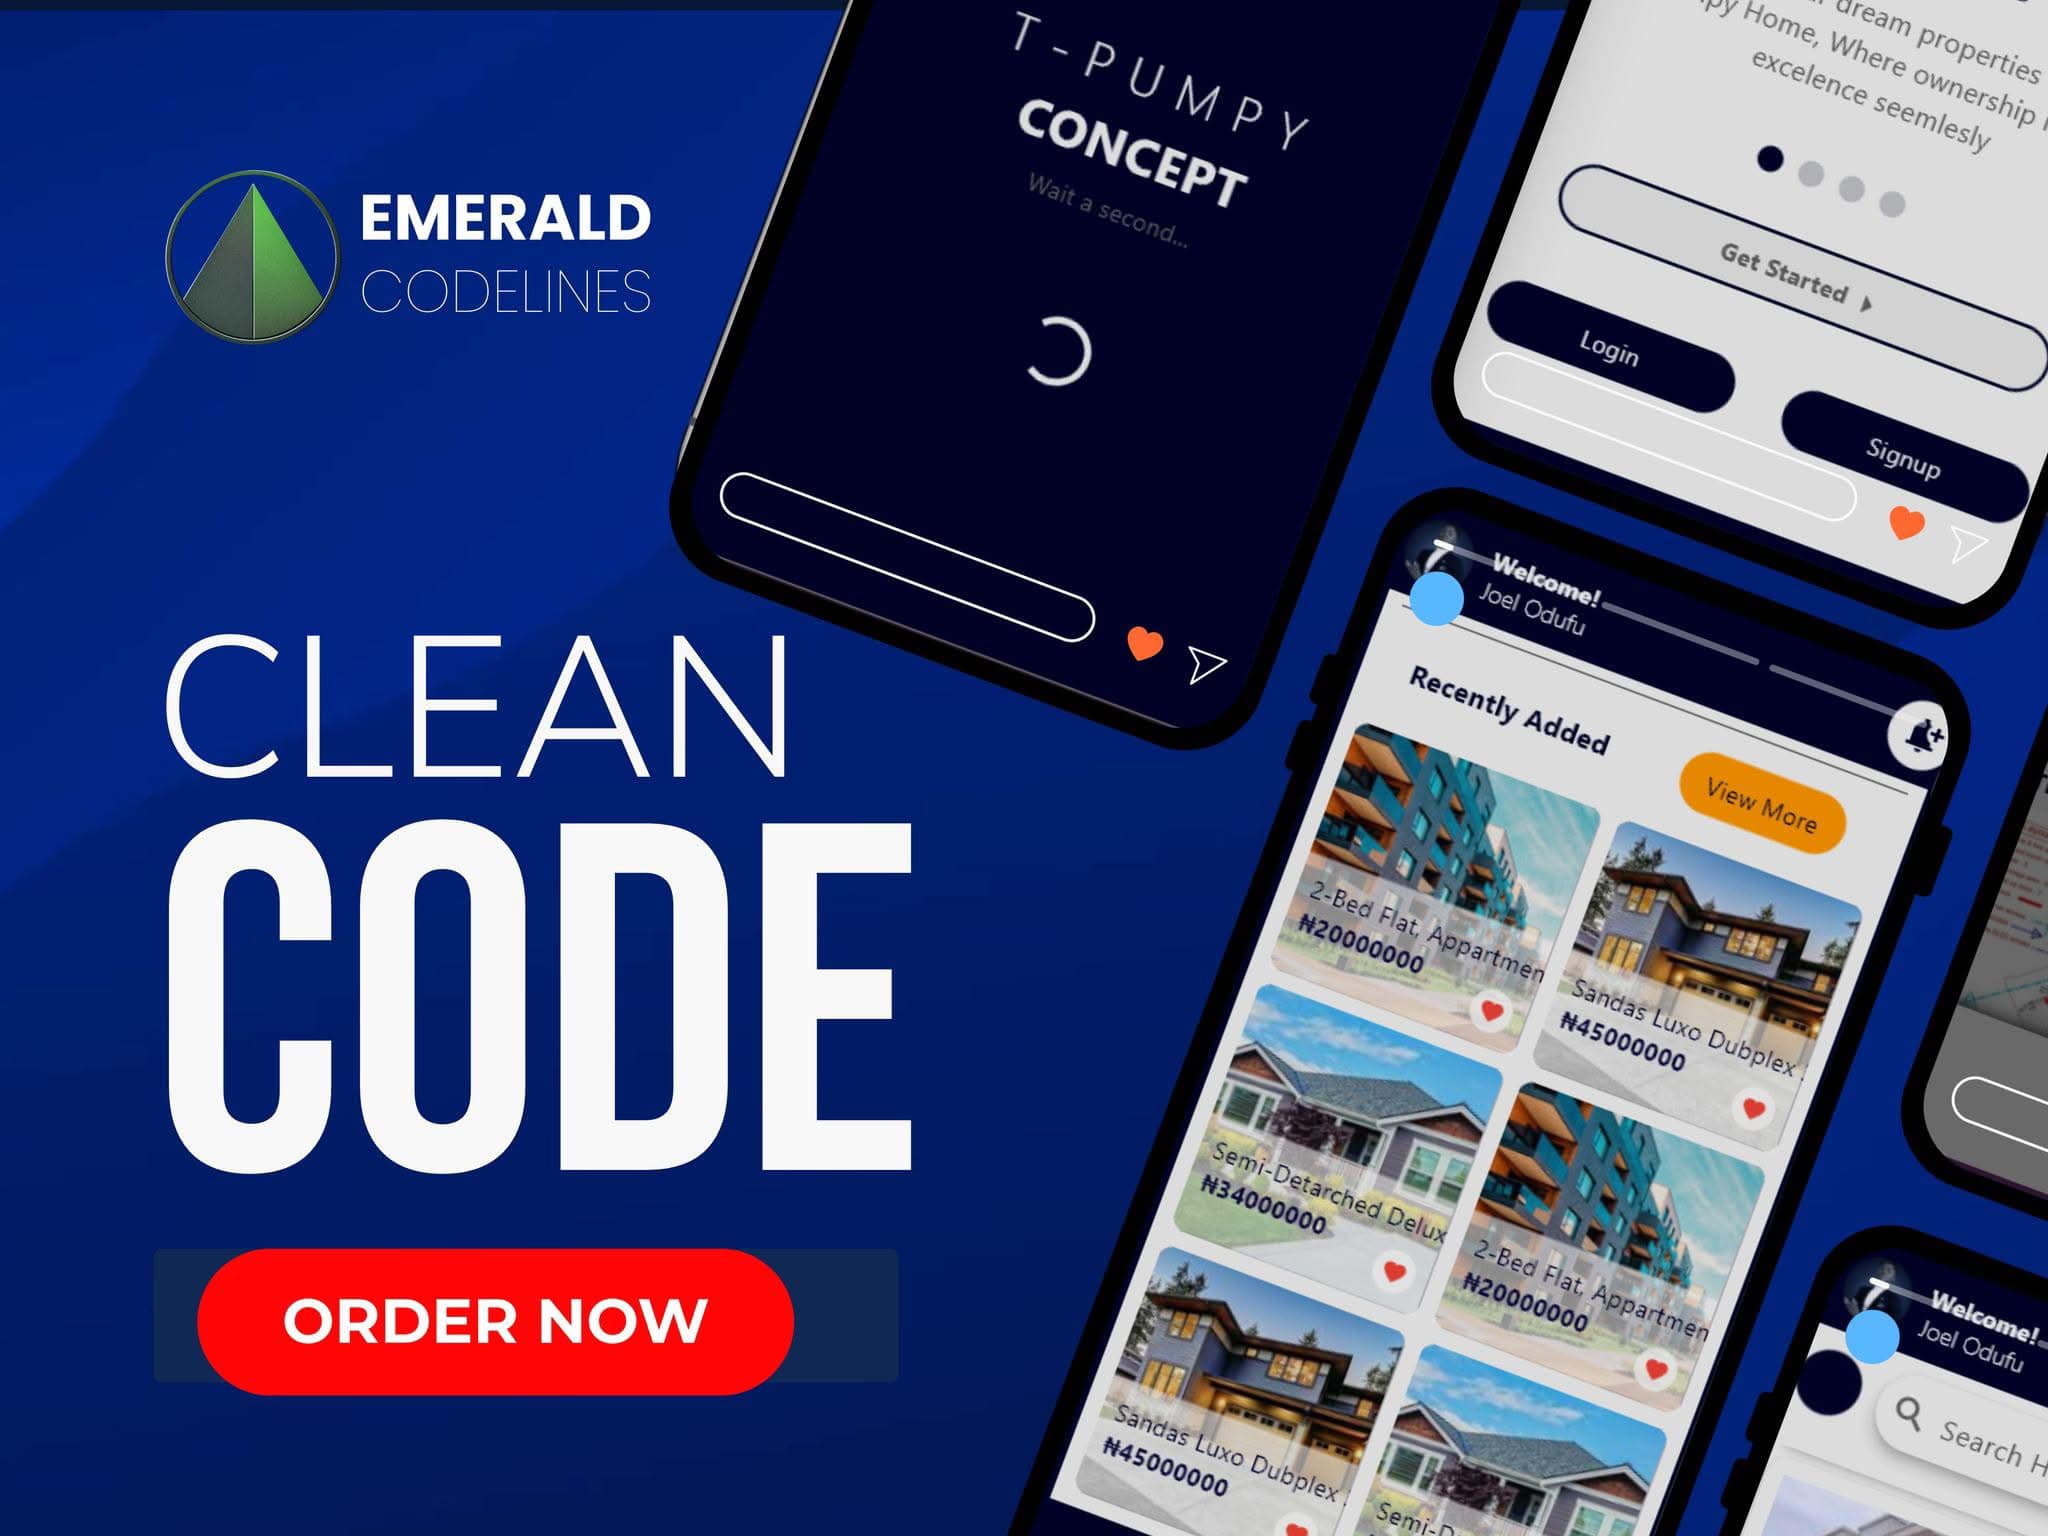 EMERALD
CODELINES
CLEAN
CODE
ORDER NOW
T-PUMPY
CONCEPT
Wait a second...
dream properties
Home, Where ownership
excelence seemlesly
Get Started
Login
Signup
Welcome!
Joel Odufu
Recently Added
View More
2-Bed Flat, Appartmen
₦20000000
Sandas Luxo Dubplex
₦45000000
Semi-Detarched Delux
₦34000000
2-Bed Flat, Appartmen
₦20000000
Sandas Luxo Dubplex
₦45000000
Semi-D
Welcome!
Joel Odufu
Search H